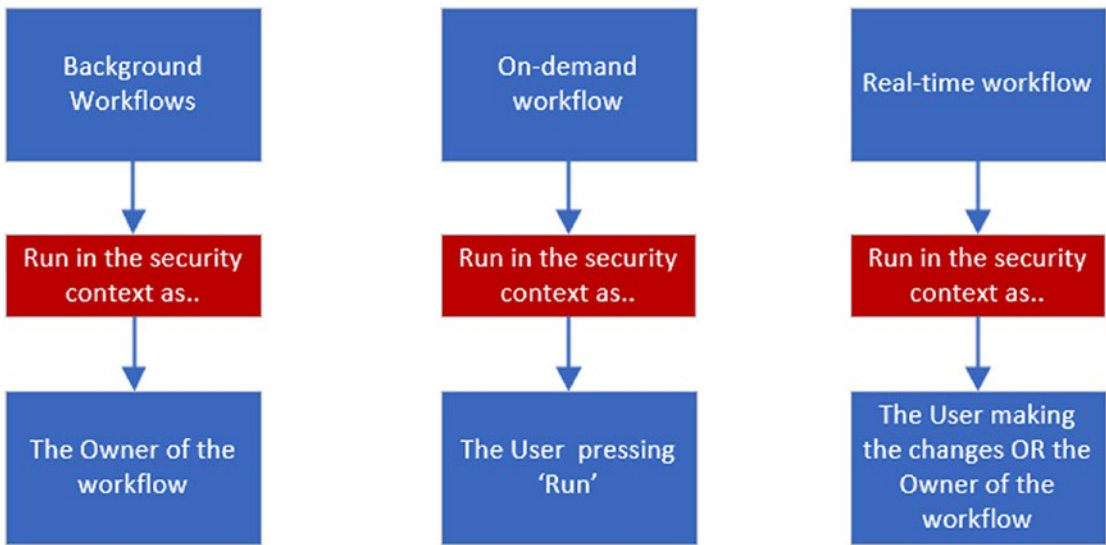 Background
Workflows
On-demand
workflow
Real-time workflow
Run in the security
context as..
Run in the security
context as..
Run in the security
context as..
The Owner of the
workflow
The User pressing
‘Run’
The User making
the changes OR the
Owner of the
workflow